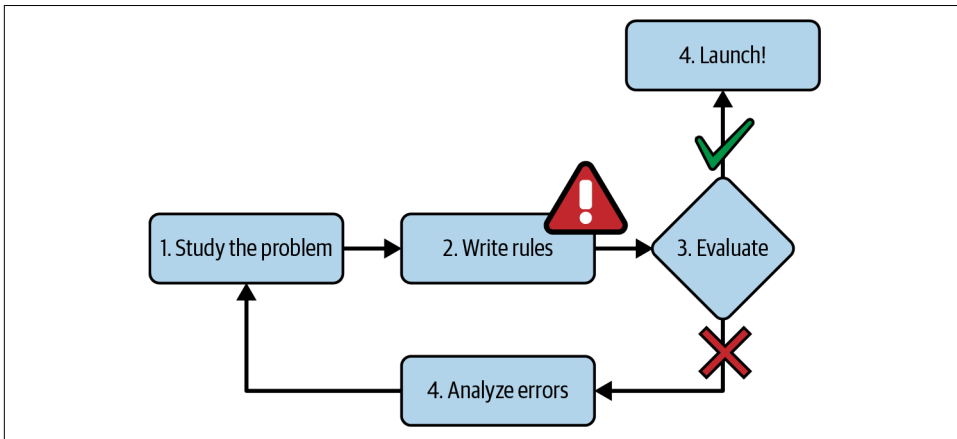 4. Launch!
1. Study the problem
2. Write rules
3. Evaluate
4. Analyze errors